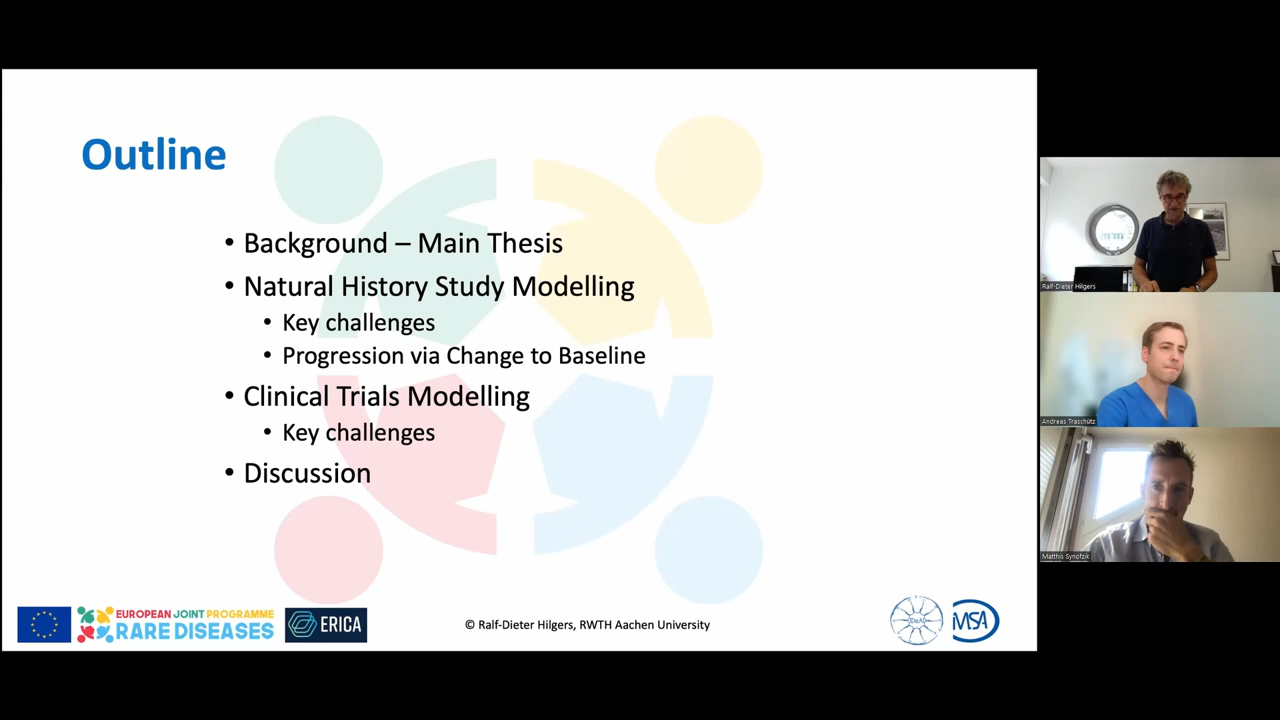 Outline
• Background – Main Thesis
• Natural History Study Modelling
• Key challenges
• Progression via Change to Baseline
• Clinical Trials Modelling
• Key challenges
• Discussion
EUROPEAN JOINT PROGRAMME
RARE DISEASES
ERICA
© Ralf-Dieter Hilgers, RWTH Aachen University
IDeAl
iMSA
Ralf-Dieter Hilgers
Andreas Traschütz
Matthis Synofzik